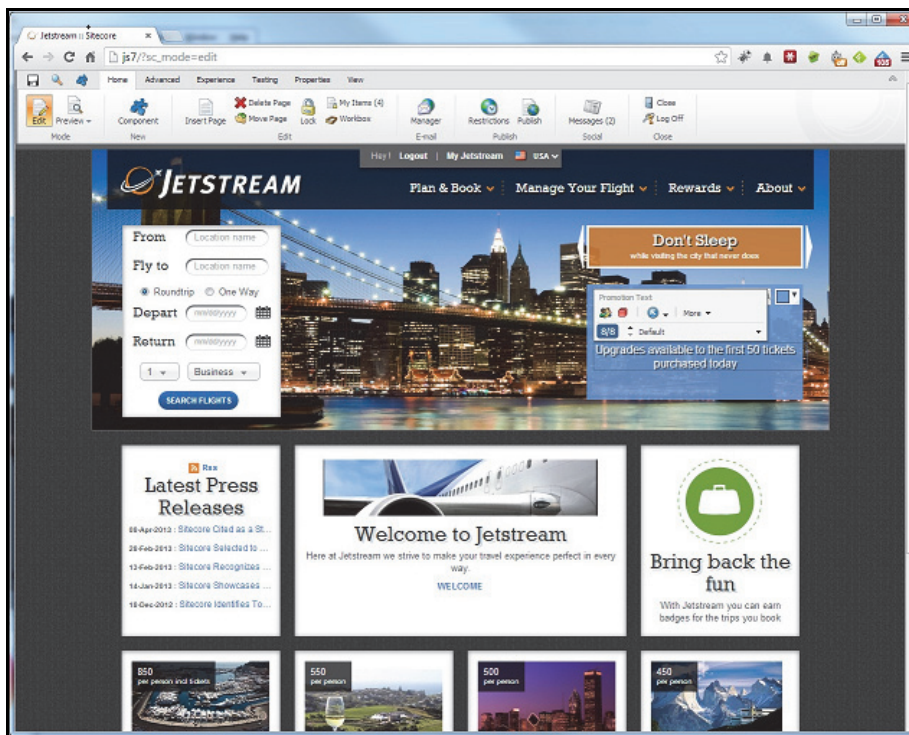 Jetstream :: Sitecore
js7/?sc_mode=edit
105
Home Advanced Experience Testing Properties View
Edit Preview Component Insert Page Delete Page Move Page Lock My Items (4) Workbox Manager Restrictions Publish Messages (2) Close Log Off
Mode New Edit E-mail Publish Social Close
Hey! Logout | My Jetstream USA
JETSTREAM
Plan & Book Manage Your Flight Rewards About
From Location name
Fly to Location name
Roundtrip One Way
Depart mm/dd/yyyy
Return mm/dd/yyyy
1 Business
SEARCH FLIGHTS
Don't Sleep
while visiting the city that never does
Promotion Text
More
8/8 Default
Upgrades available to the first 50 tickets
purchased today
Rss
Latest Press
Releases
08-Apr-2013 : Sitecore Cited as a St...
28-Feb-2013 : Sitecore Selected to ...
13-Feb-2013 : Sitecore Recognizes ...
14-Jan-2013 : Sitecore Showcases ...
18-Dec-2012 : Sitecore Identifies To...
Welcome to Jetstream
Here at Jetstream we strive to make your travel experience perfect in every
way.
WELCOME
Bring back the
fun
With Jetstream you can earn
badges for the trips you book
850
per person incl tickets
550
per person
500
per person
450
per person